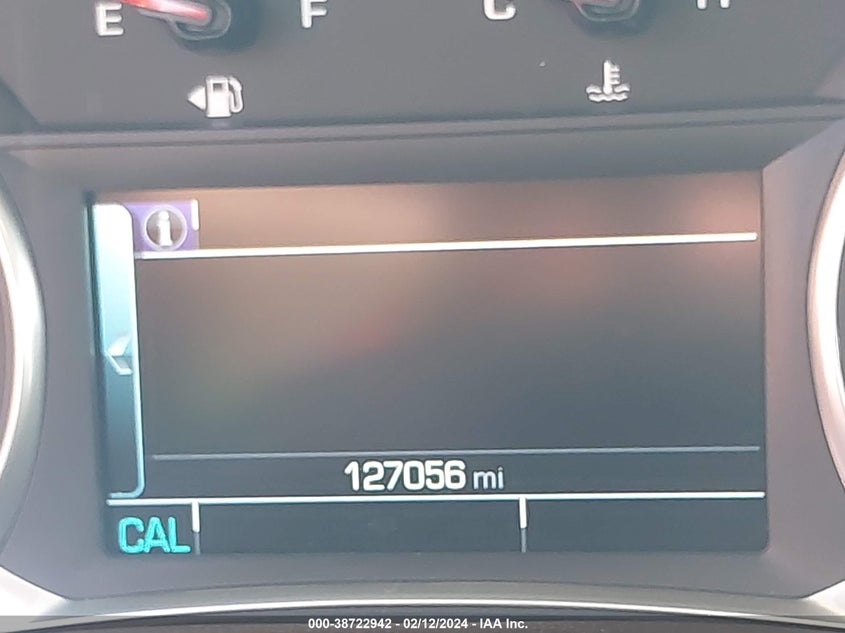 E F C H
i
127056 mi
CAL
000-38722942 - 02/12/2024 - IAA Inc.